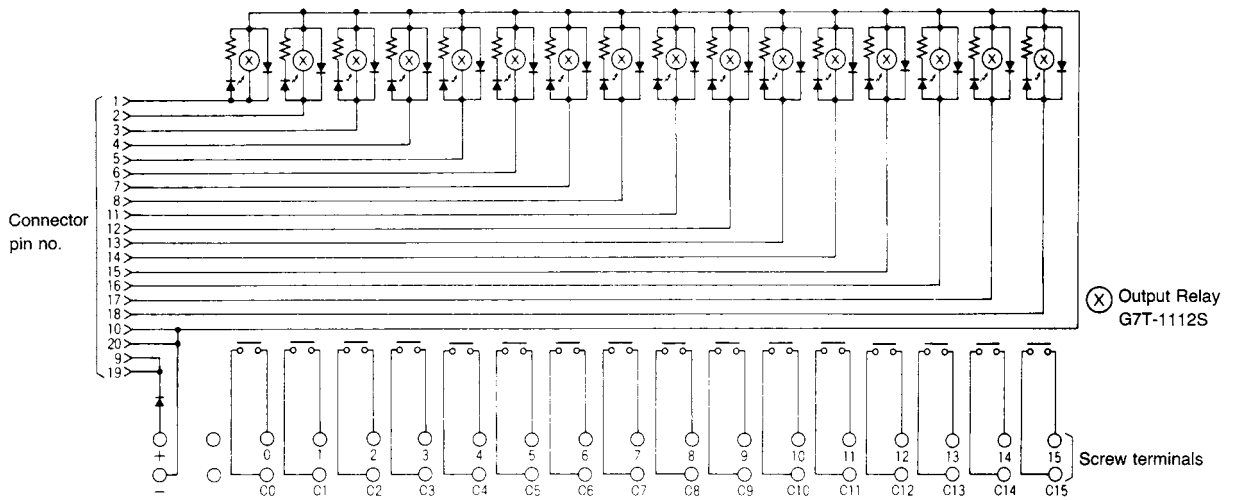 X X X X X X X X X X X X X X X X
1
2
3
4
5
6
7
8
11
12
13
14
15
16
17
18
10
20
9
19
Connector
pin no.
X Output Relay
G7T-1112S
+ 0 1 2 3 4 5 6 7 8 9 10 11 12 13 14 15
− C0 C1 C2 C3 C4 C5 C6 C7 C8 C9 C10 C11 C12 C13 C14 C15
Screw terminals